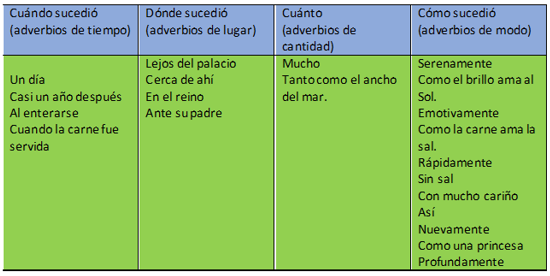 Cuándo sucedió
(adverbios de tiempo)
Dónde sucedió
(adverbios de lugar)
Cuánto
(adverbios de
cantidad)
Cómo sucedió
(adverbios de modo)
Un día
Casi un año después
Al enterarse
Cuando la carne fue
servida
Lejos del palacio
Cerca de ahí
En el reino
Ante su padre
Mucho
Tanto como el ancho
del mar.
Serenamente
Como el brillo ama al
Sol.
Emotivamente
Como la carne ama la
sal.
Rápidamente
Sin sal
Con mucho cariño
Así
Nuevamente
Como una princesa
Profundamente